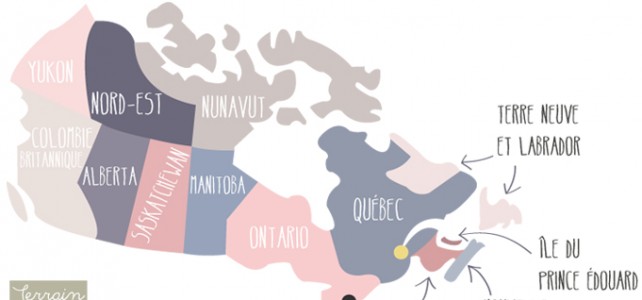 YUKON
NORD-EST
NUNAVUT
COLOMBIE
BRITANNIQUE
ALBERTA
SASKATCHEWAN
MANITOBA
ONTARIO
QUÉBEC
TERRE NEUVE
ET LABRADOR
ÎLE DU
PRINCE ÉDOUARD
Terrain